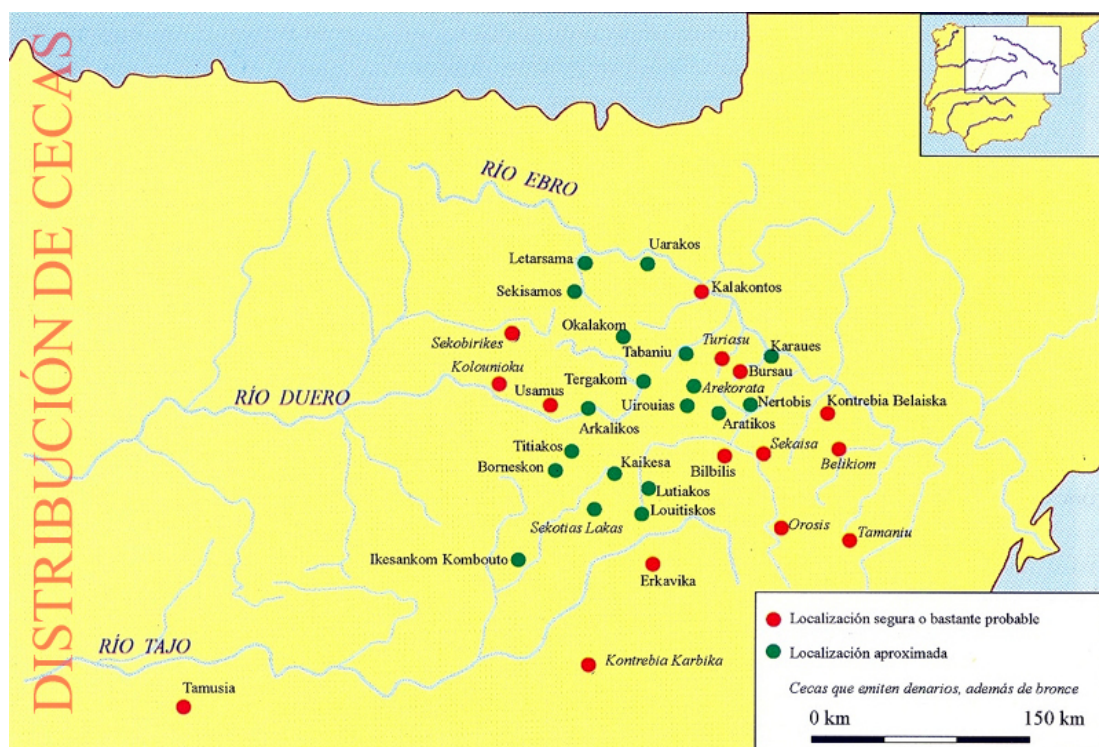 DISTRIBUCIÓN DE CECAS
RÍO EBRO
Letarsama
Uarakos
Sekisamos
Kalakontos
Okalakom
Sekobirikes
Turiasu
Tabaniu
Karaues
Kolounioku
Bursau
Tergakom
Arekorata
Usamus
RÍO DUERO
Uirouias
Nertobis
Kontrebia Belaiska
Arkalikos
Aratikos
Titiakos
Sekaisa
Borneskon
Kaikesa
Bilbilis
Belikiom
Lutiakos
Sekotias Lakas
Louitiskos
Orosis
Tamaniu
Ikesankom Kombouto
Erkavika
RÍO TAJO
Kontrebia Karbika
Tamusia
Localización segura o bastante probable
Localización aproximada
Cecas que emiten denarios, además de bronce
0 km 150 km